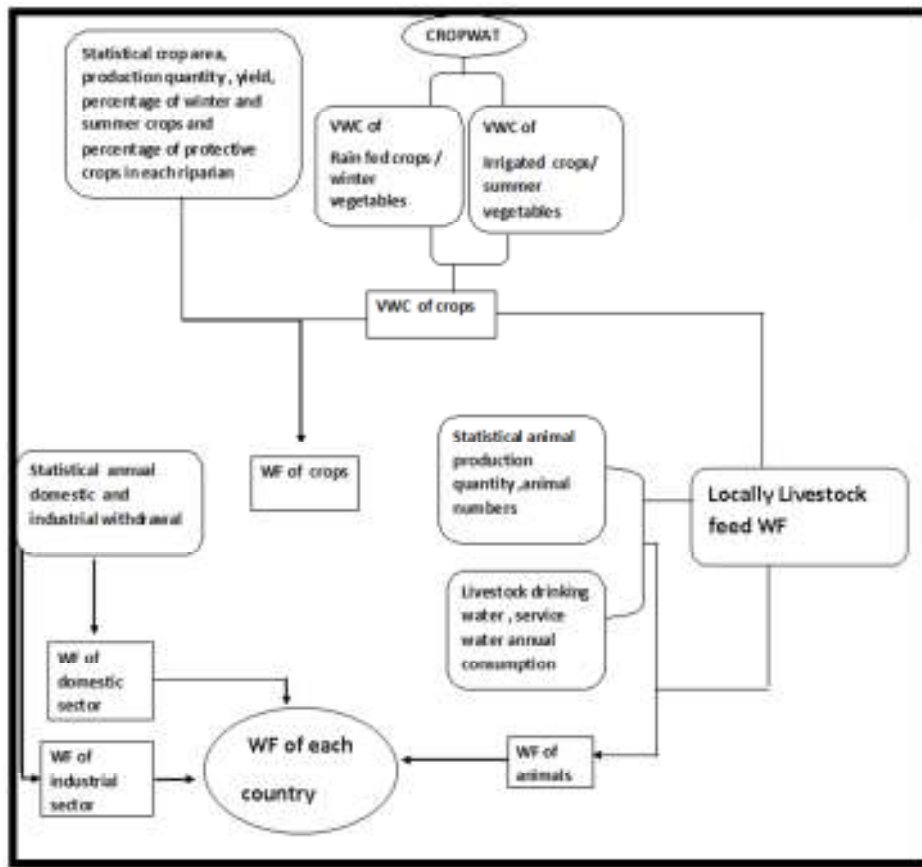 CROPWAT
Statistical crop area,
production quantity , yield,
percentage of winter and
summer crops and
percentage of protective
crops in each riparian
VWC of
Rain fed crops /
winter
vegetables
VWC of
Irrigated crops/
summer
vegetables
VWC of crops
Statistical animal
production
quantity ,animal
numbers
Statistical annual
domestic and
industrial withdrawal
WF of crops
Locally Livestock
feed WF
Livestock drinking
water , service
water annual
consumption
WF of
domestic
sector
WF of each
country
WF of
animals
WF of
industrial
sector